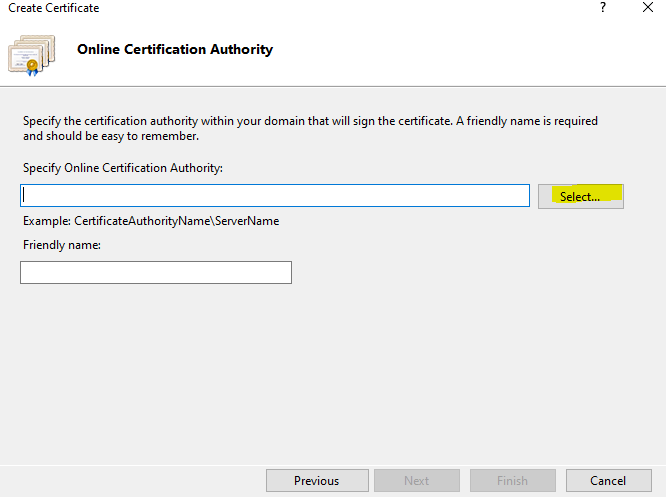 Create Certificate
?
Online Certification Authority
Specify the certification authority within your domain that will sign the certificate. A friendly name is required
and should be easy to remember.
Specify Online Certification Authority:
Select...
Example: CertificateAuthorityName\ServerName
Friendly name:
Previous
Next
Finish
Cancel